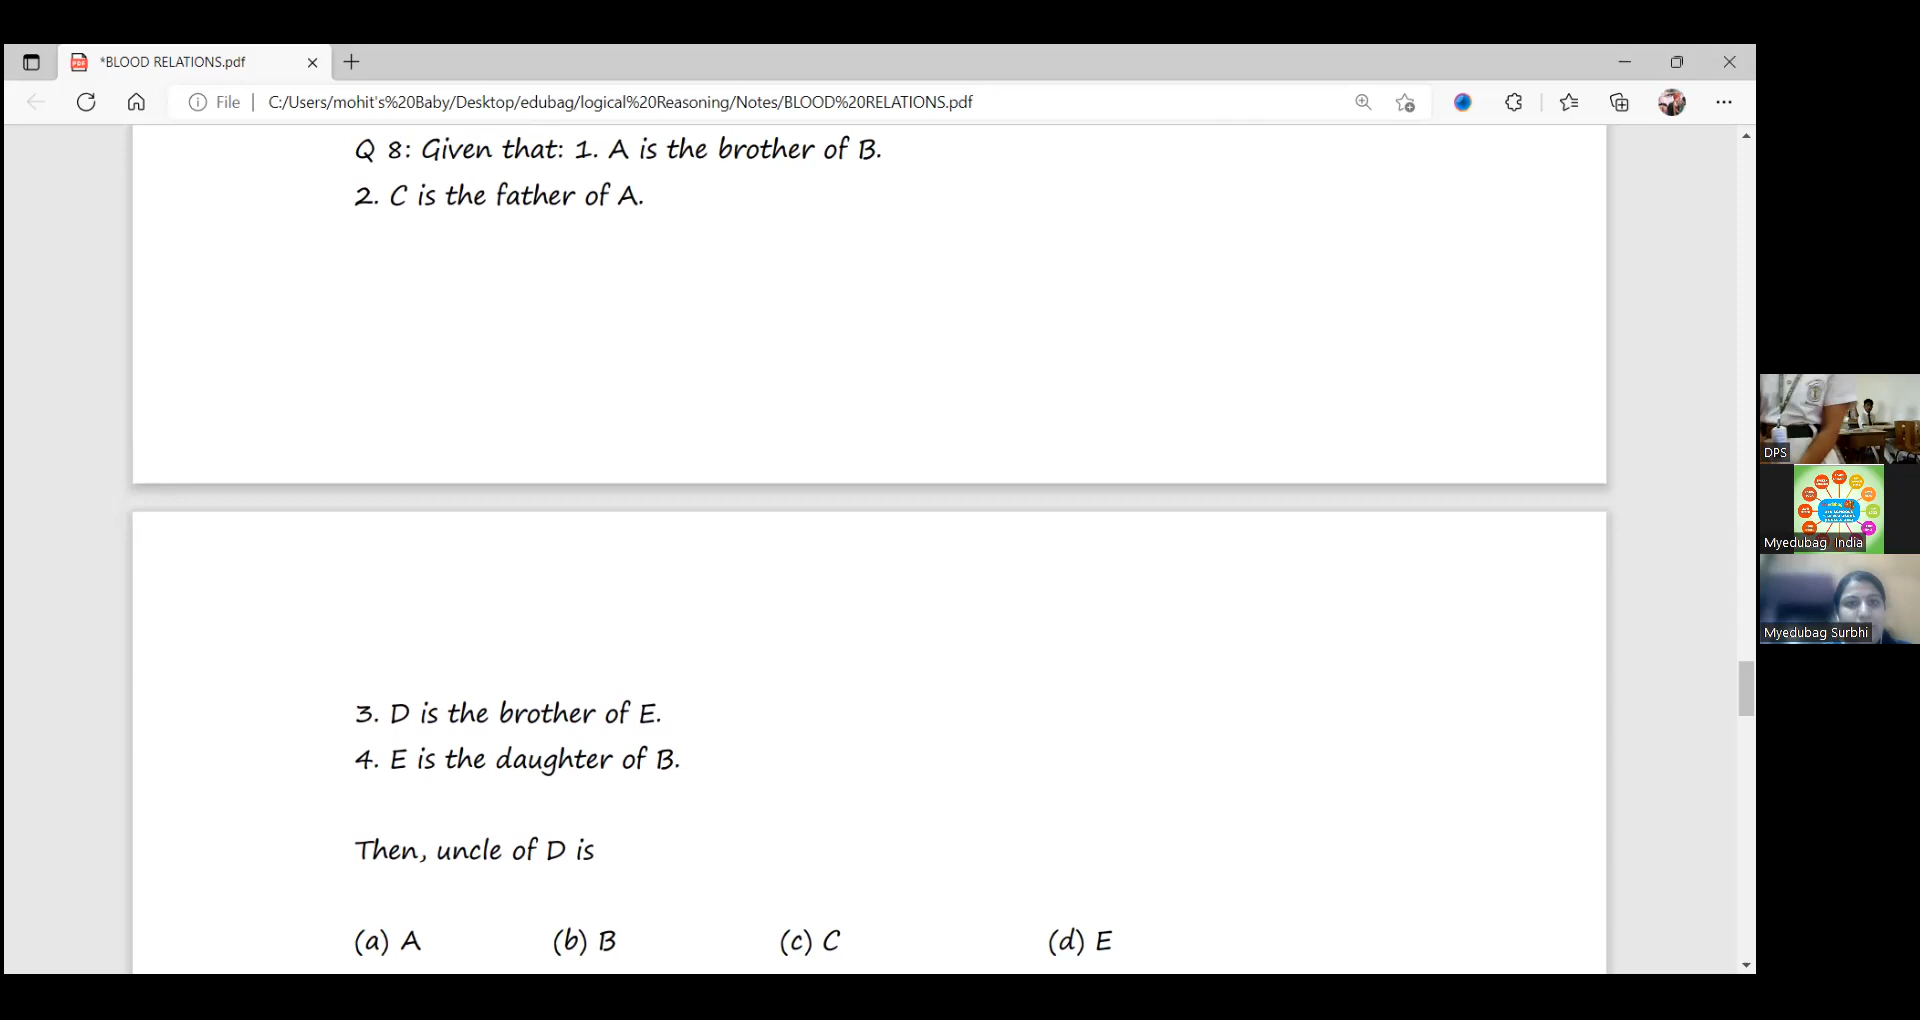 *BLOOD RELATIONS.pdf
File
C:/Users/mohit's%20Baby/Desktop/edubag/logical%20Reasoning/Notes/BLOOD%20RELATIONS.pdf
Q 8: Given that: 1. A is the brother of B.
2. C is the father of A.
3. D is the brother of E.
4. E is the daughter of B.
Then, uncle of D is
(a) A (b) B (c) C (d) E
DPS
Myedubag India
Myedubag Surbhi